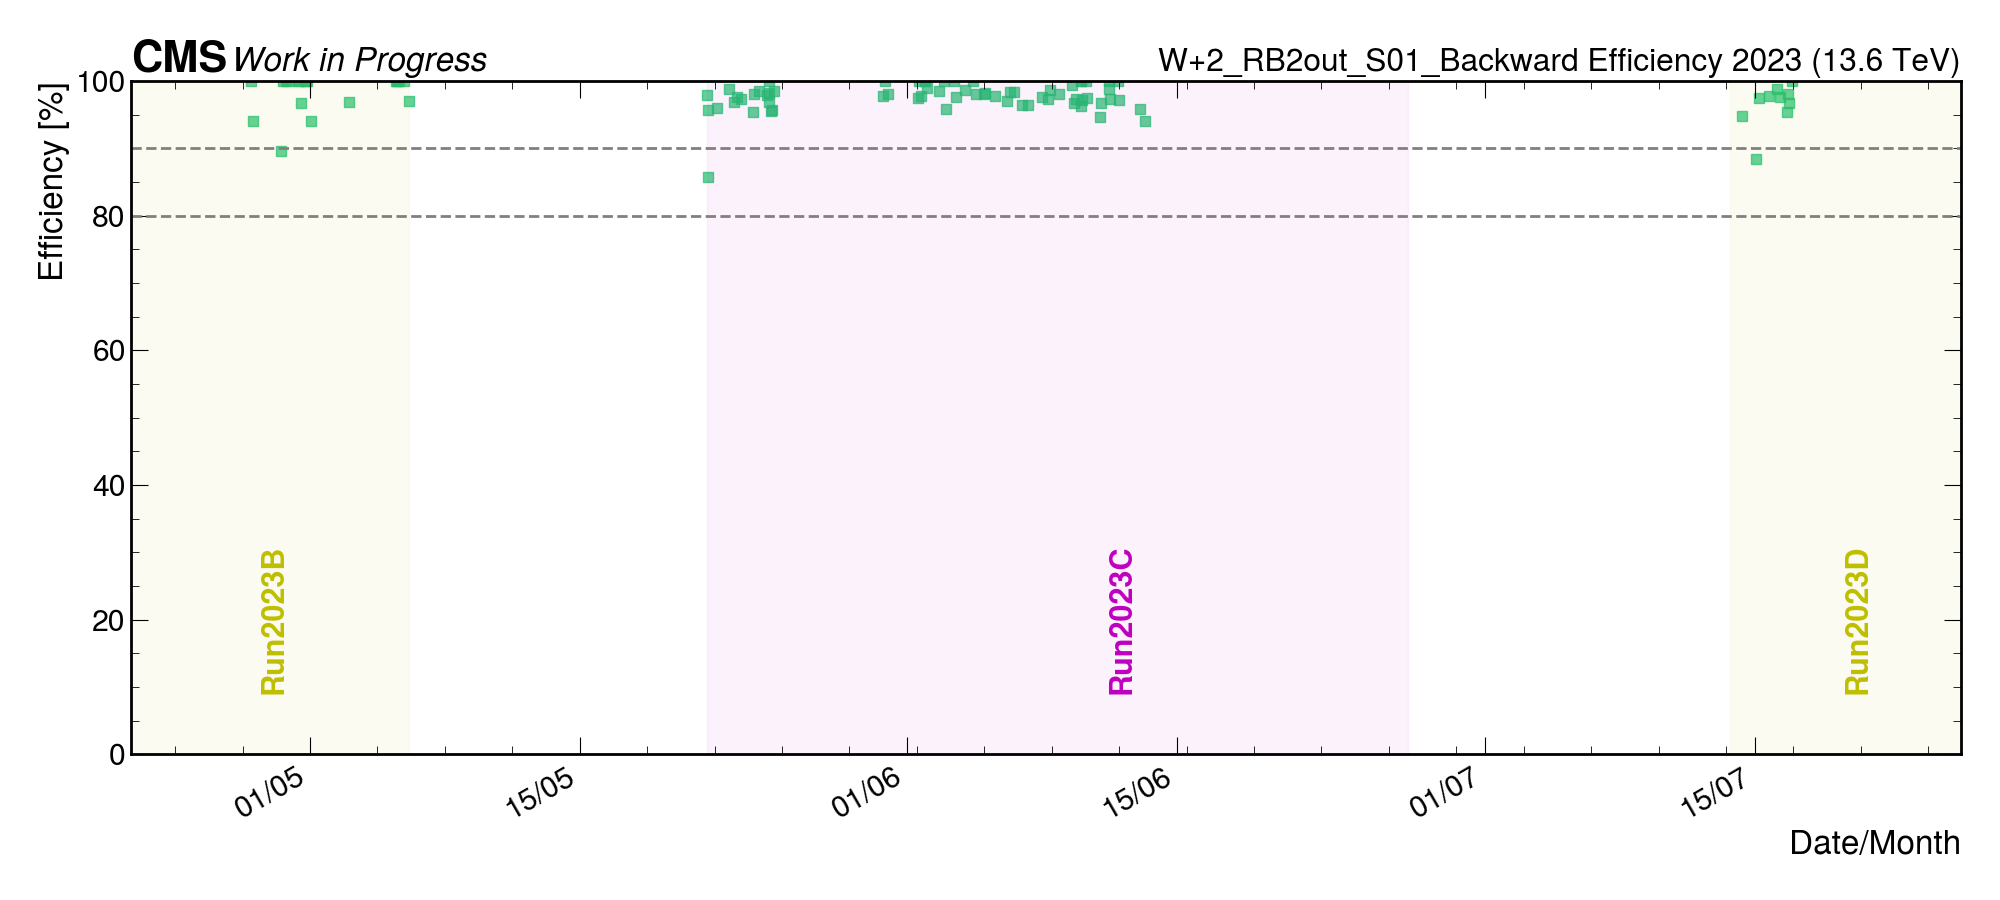 CMS Work in Progress
W+2_RB2out_S01_Backward Efficiency 2023 (13.6 TeV)
Efficiency [%]
100
80
60
40
20
0
Run2023B
Run2023C
Run2023D
01/05
15/05
01/06
15/06
01/07
15/07
Date/Month